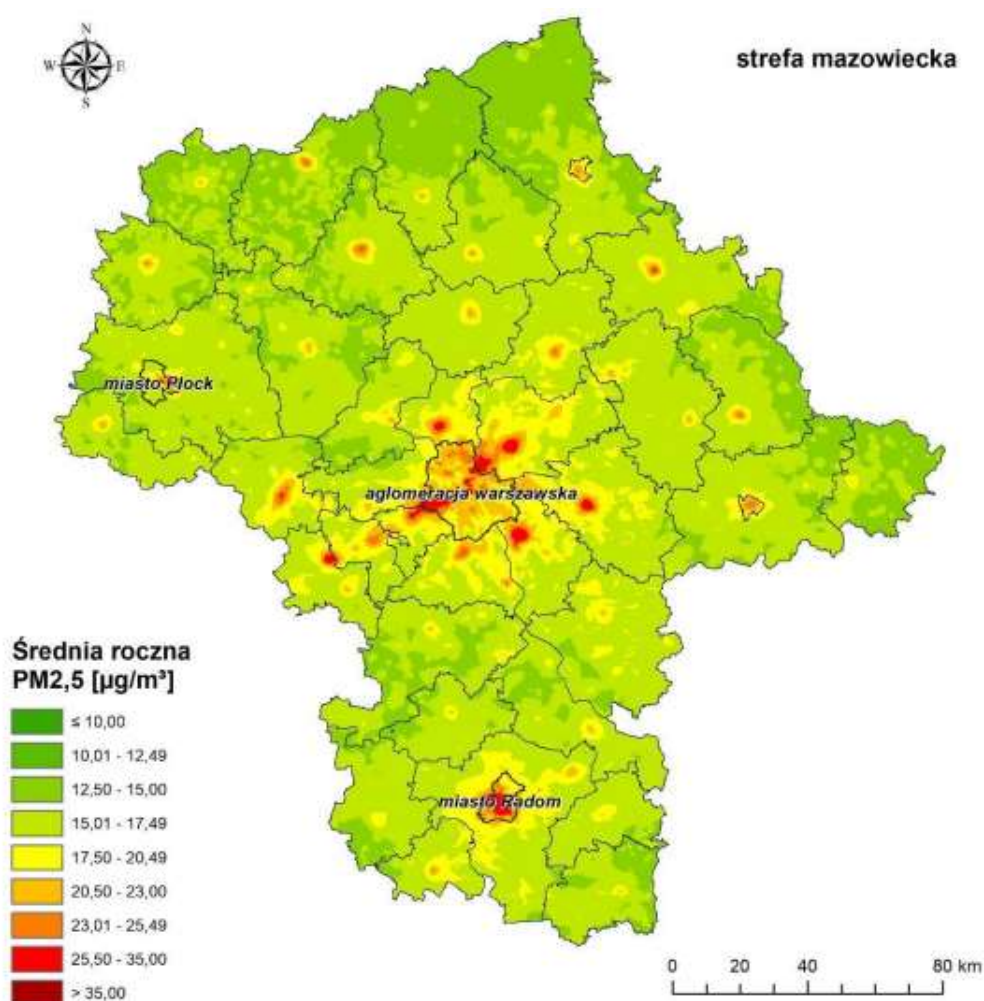 N
W E
S
strefa mazowiecka
miasto Płock
aglomeracja warszawska
miasto Radom
Średnia roczna
PM2,5 [µg/m³]
≤ 10,00
10,01 - 12,49
12,50 - 15,00
15,01 - 17,49
17,50 - 20,49
20,50 - 23,00
23,01 - 25,49
25,50 - 35,00
> 35,00
0 20 40 80 km